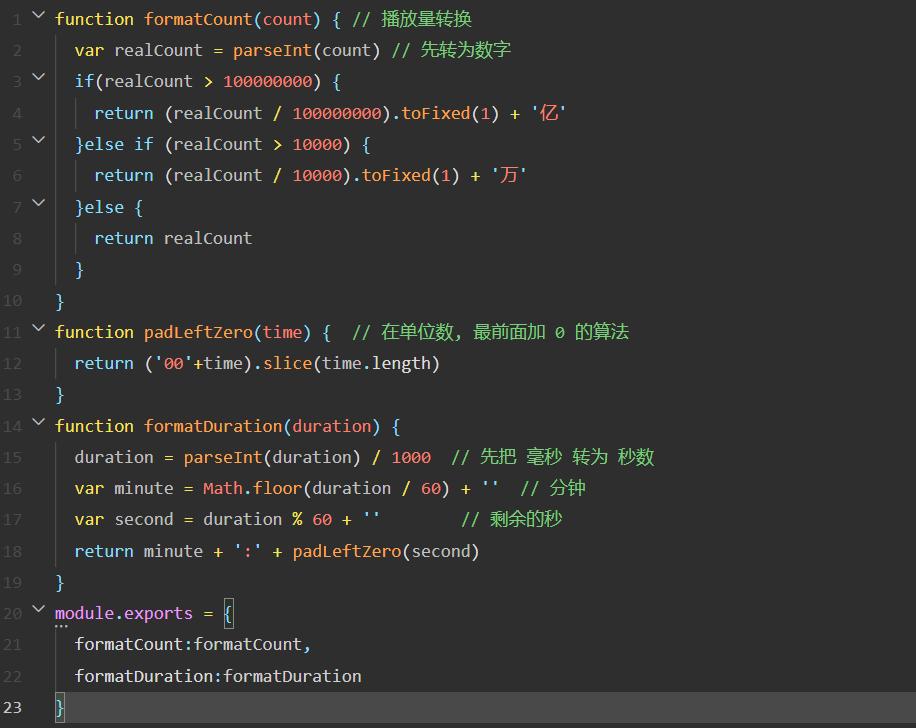 1 function formatCount(count) { // 播放量转换
2   var realCount = parseInt(count) // 先转为数字
3   if(realCount > 100000000) {
4     return (realCount / 100000000).toFixed(1) + '亿'
5   }else if (realCount > 10000) {
6     return (realCount / 10000).toFixed(1) + '万'
7   }else {
8     return realCount
9   }
10 }
11 function padLeftZero(time) {  // 在单位数, 最前面加 0 的算法
12   return ('00'+time).slice(time.length)
13 }
14 function formatDuration(duration) {
15   duration = parseInt(duration) / 1000  // 先把 毫秒 转为 秒数
16   var minute = Math.floor(duration / 60) + ''  // 分钟
17   var second = duration % 60 + ''        // 剩余的秒
18   return minute + ':' + padLeftZero(second)
19 }
20 module.exports = {
21   formatCount:formatCount,
22   formatDuration:formatDuration
23 }